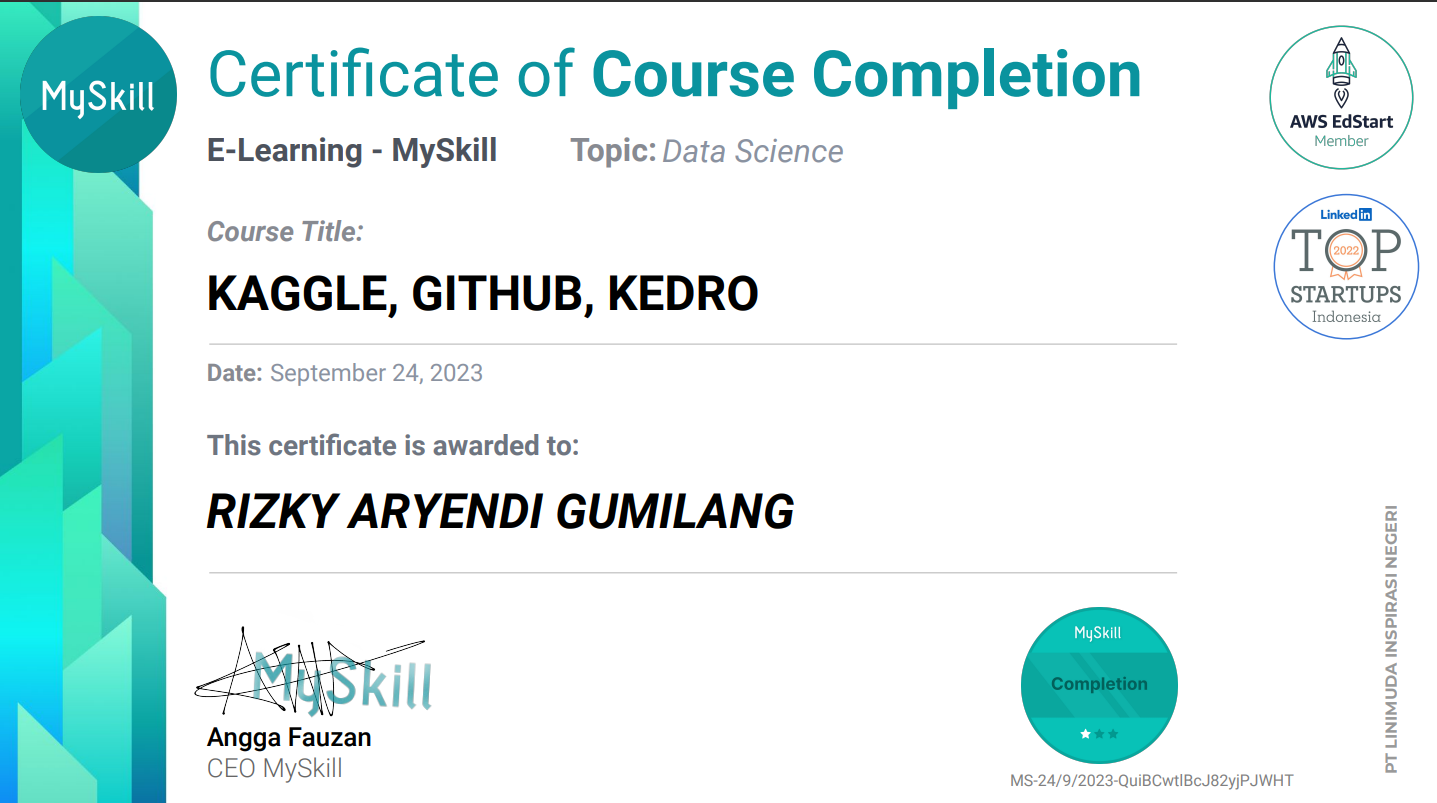 MySkill
Certificate of Course Completion
E-Learning - MySkill Topic: Data Science
Course Title:
KAGGLE, GITHUB, KEDRO
Date: September 24, 2023
This certificate is awarded to:
RIZKY ARYENDI GUMILANG
MySkill
Angga Fauzan
CEO MySkill
MySkill
Completion
MS-24/9/2023-QuiBCwtlBcJ82yjPJWHT
AWS EdStart
Member
Linked in
TOP
2022
STARTUPS
Indonesia
PT LINIMUDA INSPIRASI NEGERI